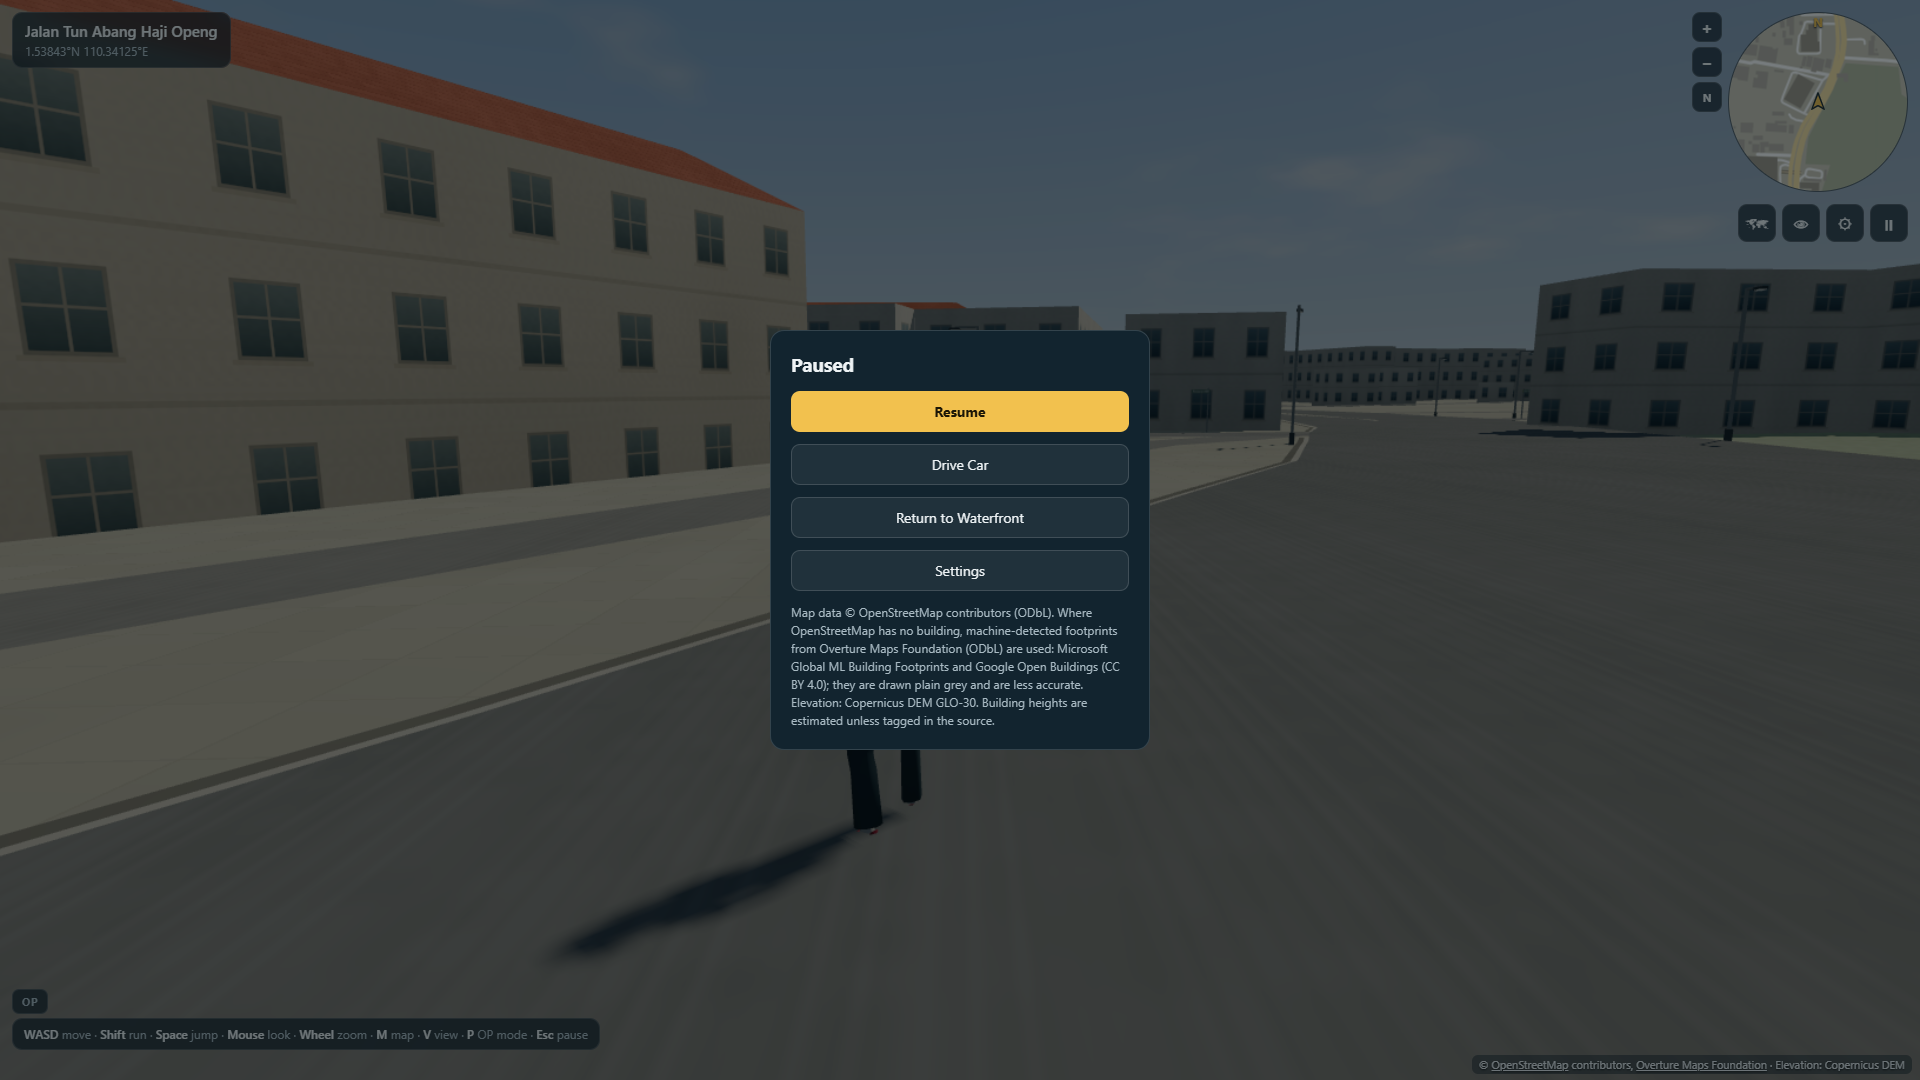 Jalan Tun Abang Haji Openg
1.53843°N 110.34125°E
+
−
N
N
Paused
Resume
Drive Car
Return to Waterfront
Settings
Map data © OpenStreetMap contributors (ODbL). Where
OpenStreetMap has no building, machine-detected footprints
from Overture Maps Foundation (ODbL) are used: Microsoft
Global ML Building Footprints and Google Open Buildings (CC
BY 4.0); they are drawn plain grey and are less accurate.
Elevation: Copernicus DEM GLO-30. Building heights are
estimated unless tagged in the source.
OP
WASD move · Shift run · Space jump · Mouse look · Wheel zoom · M map · V view · P OP mode · Esc pause
© OpenStreetMap contributors, Overture Maps Foundation · Elevation: Copernicus DEM